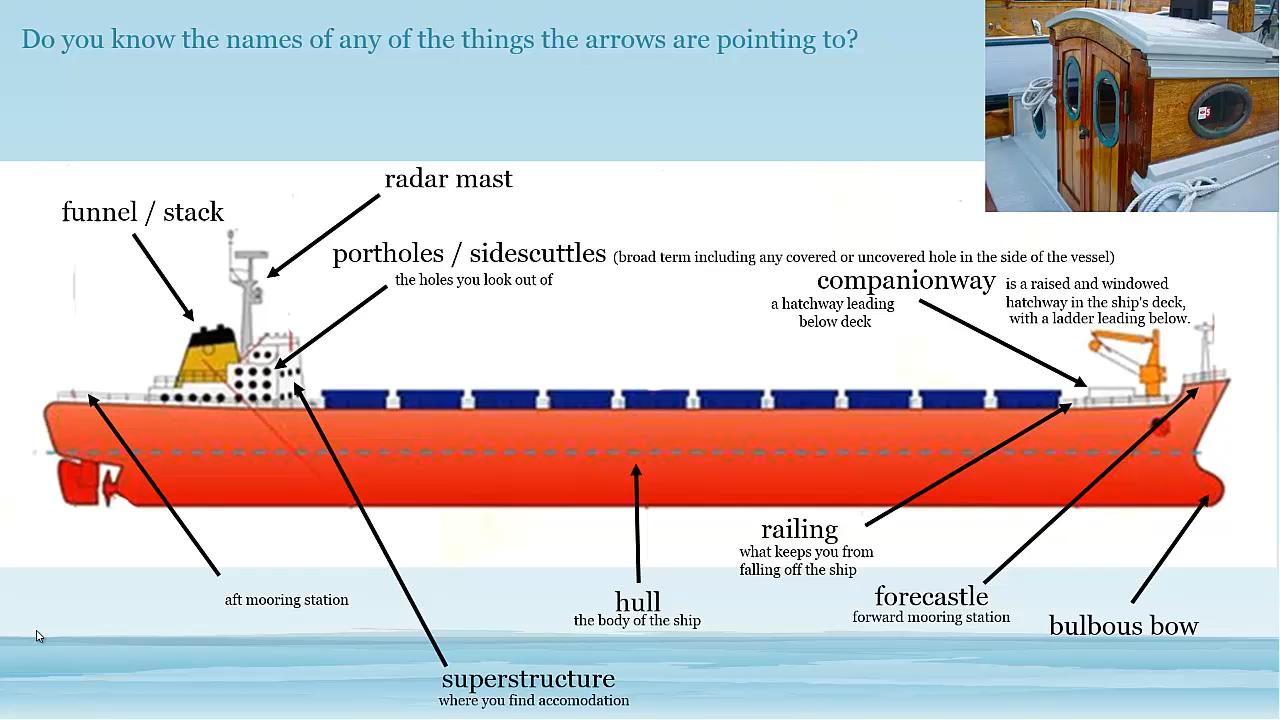 Do you know the names of any of the things the arrows are pointing to?
radar mast
funnel / stack
portholes / sidescuttles (broad term including any covered or uncovered hole in the side of the vessel)
the holes you look out of
companionway is a raised and windowed
a hatchway leading hatchway in the ship's deck,
below deck with a ladder leading below.
railing
what keeps you from
falling off the ship
aft mooring station
hull
the body of the ship
forecastle
forward mooring station
bulbous bow
superstructure
where you find accomodation